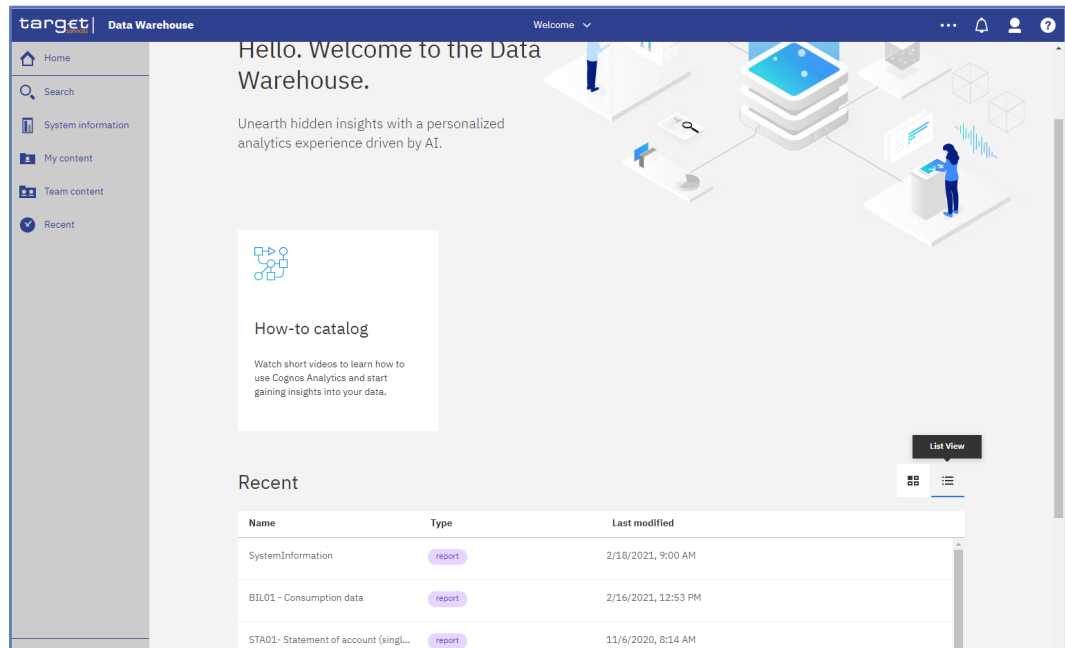 target
services
Data Warehouse
Welcome
Home
Search
System information
My content
Team content
Recent
Hello. Welcome to the Data
Warehouse.
Unearth hidden insights with a personalized
analytics experience driven by AI.
How-to catalog
Watch short videos to learn how to
use Cognos Analytics and start
gaining insights into your data.
List View
Recent
Name Type Last modified
SystemInformation report 2/18/2021, 9:00 AM
BIL01 - Consumption data report 2/16/2021, 12:53 PM
STA01- Statement of account (singl... report 11/6/2020, 8:14 AM